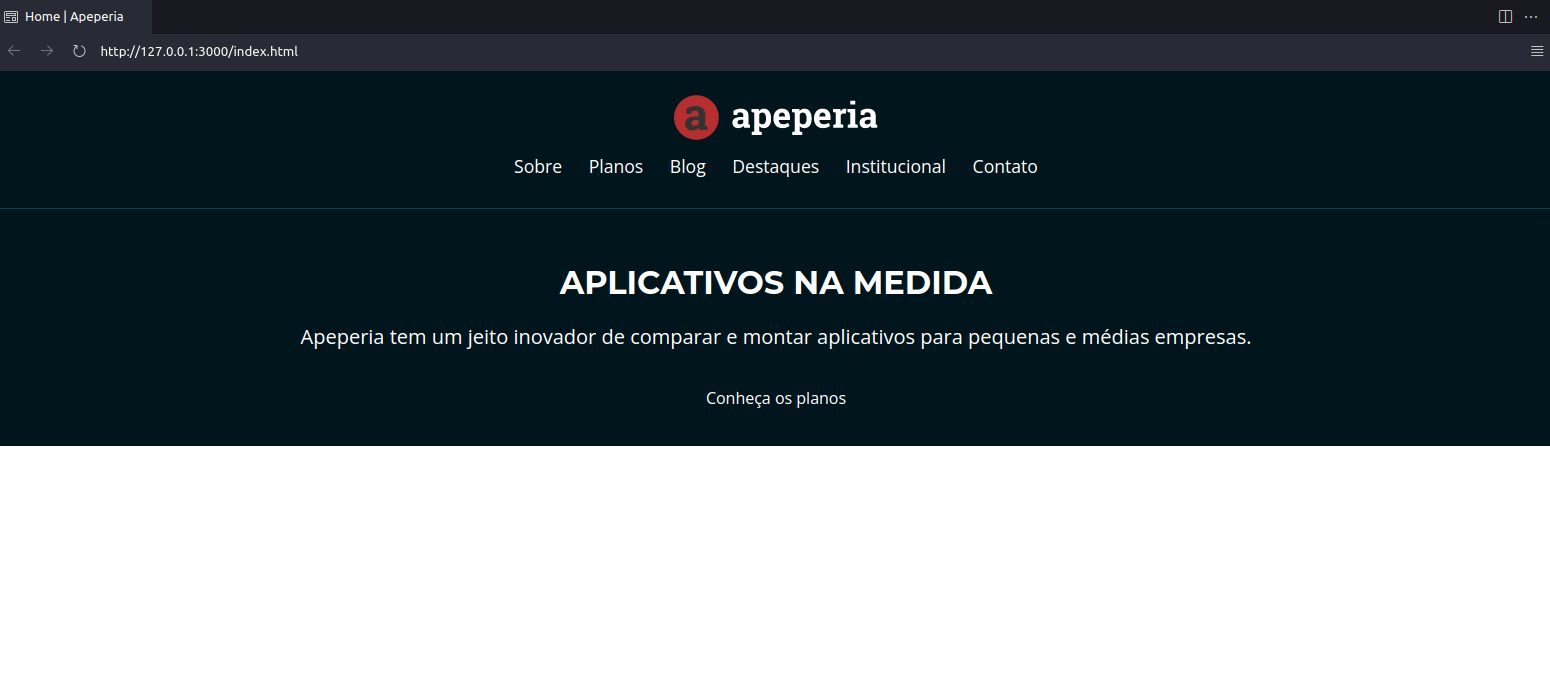 Home | Apeperia
http://127.0.0.1:3000/index.html
a apeperia
Sobre Planos Blog Destaques Institucional Contato
APLICATIVOS NA MEDIDA
Apeperia tem um jeito inovador de comparar e montar aplicativos para pequenas e médias empresas.
Conheça os planos